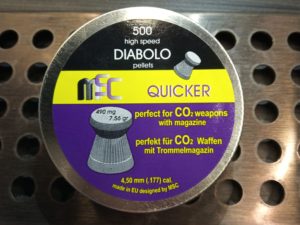 500
high speed
DIABOLO
pellets
MSC QUICKER
490 mg
7.56 gr
perfect for CO2 weapons
with magazine
perfekt für CO2 Waffen
mit Trommelmagazin
4,50 mm (.177) cal.
made in EU designed by MSC